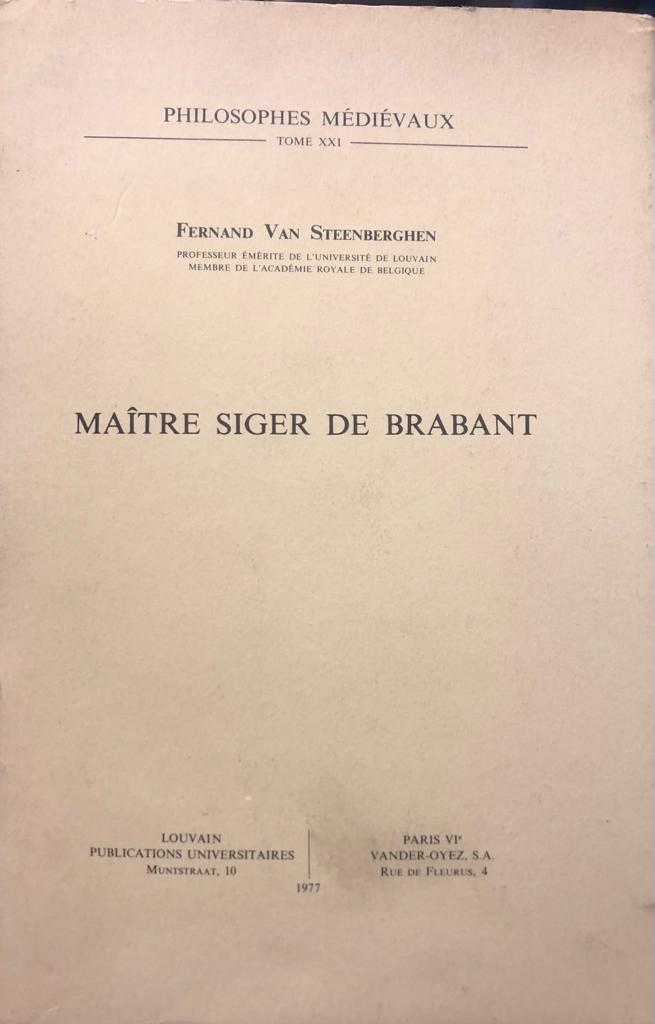 PHILOSOPHES MÉDIÉVAUX
TOME XXI
FERNAND VAN STEENBERGHEN
PROFESSEUR ÉMÉRITE DE L'UNIVERSITÉ DE LOUVAIN
MEMBRE DE L'ACADÉMIE ROYALE DE BELGIQUE
MAÎTRE SIGER DE BRABANT
LOUVAIN
PUBLICATIONS UNIVERSITAIRES
MUNTSTRAAT, 10
PARIS VIe
VANDER-OYEZ, S.A.
RUE DE FLEURUS, 4
1977